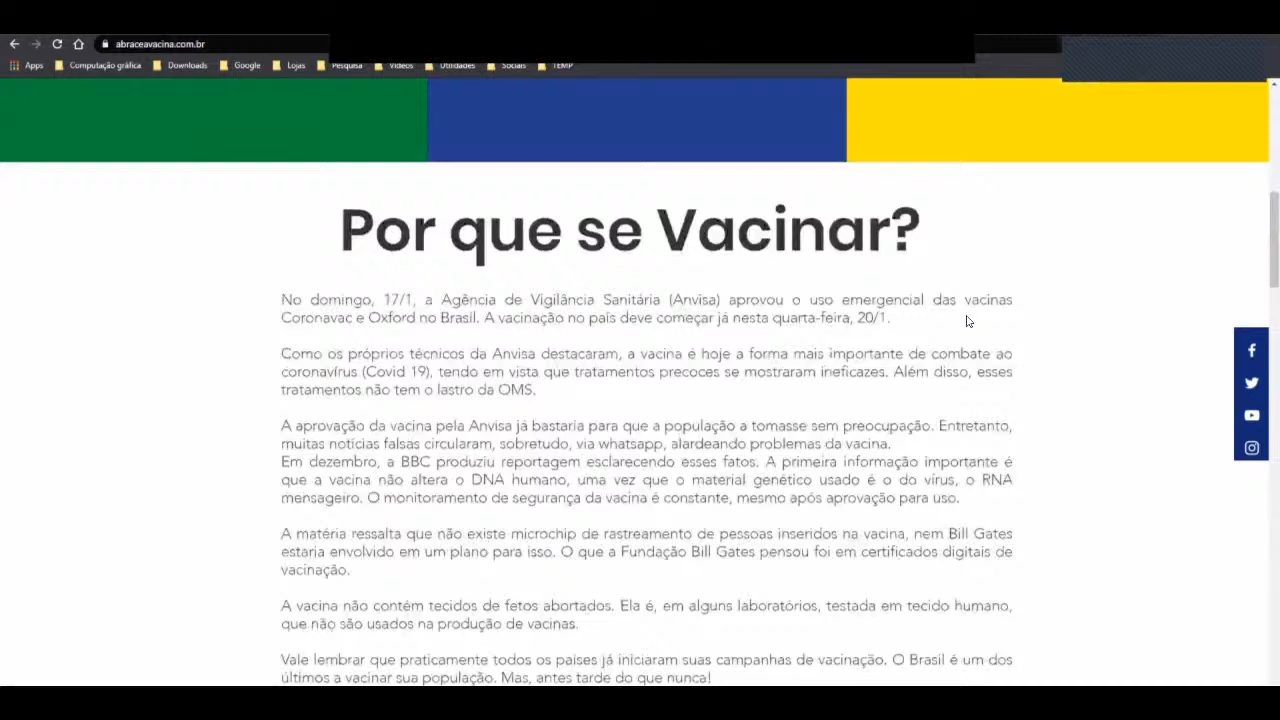 abraceavacina.com.br
Apps Computação gráfica Downloads Google Lojas Pesquisa Vídeos Utilidades Sociais TEMP
Por que se Vacinar?
No domingo, 17/1, a Agência de Vigilância Sanitária (Anvisa) aprovou o uso emergencial das vacinas
Coronavac e Oxford no Brasil. A vacinação no país deve começar já nesta quarta-feira, 20/1.
Como os próprios técnicos da Anvisa destacaram, a vacina é hoje a forma mais importante de combate ao
coronavírus (Covid 19), tendo em vista que tratamentos precoces se mostraram ineficazes. Além disso, esses
tratamentos não tem o lastro da OMS.
A aprovação da vacina pela Anvisa já bastaria para que a população a tomasse sem preocupação. Entretanto,
muitas notícias falsas circularam, sobretudo, via whatsapp, alardeando problemas da vacina.
Em dezembro, a BBC produziu reportagem esclarecendo esses fatos. A primeira informação importante é
que a vacina não altera o DNA humano, uma vez que o material genético usado é o do vírus, o RNA
mensageiro. O monitoramento de segurança da vacina é constante, mesmo após aprovação para uso.
A matéria ressalta que não existe microchip de rastreamento de pessoas inseridos na vacina, nem Bill Gates
estaria envolvido em um plano para isso. O que a Fundação Bill Gates pensou foi em certificados digitais de
vacinação.
A vacina não contém tecidos de fetos abortados. Ela é, em alguns laboratórios, testada em tecido humano,
que não são usados na produção de vacinas.
Vale lembrar que praticamente todos os países já iniciaram suas campanhas de vacinação. O Brasil é um dos
últimos a vacinar sua população. Mas, antes tarde do que nunca!